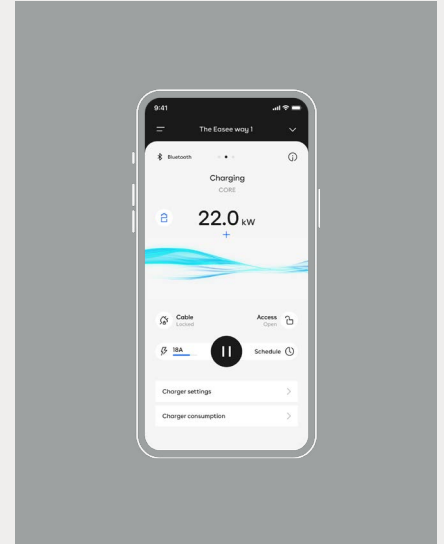 9:41
The Easee way 1
Bluetooth
Charging
CORE
22.0 kW
Cable
Locked
Access
Open
18A
Schedule
Charger settings
Charger consumption